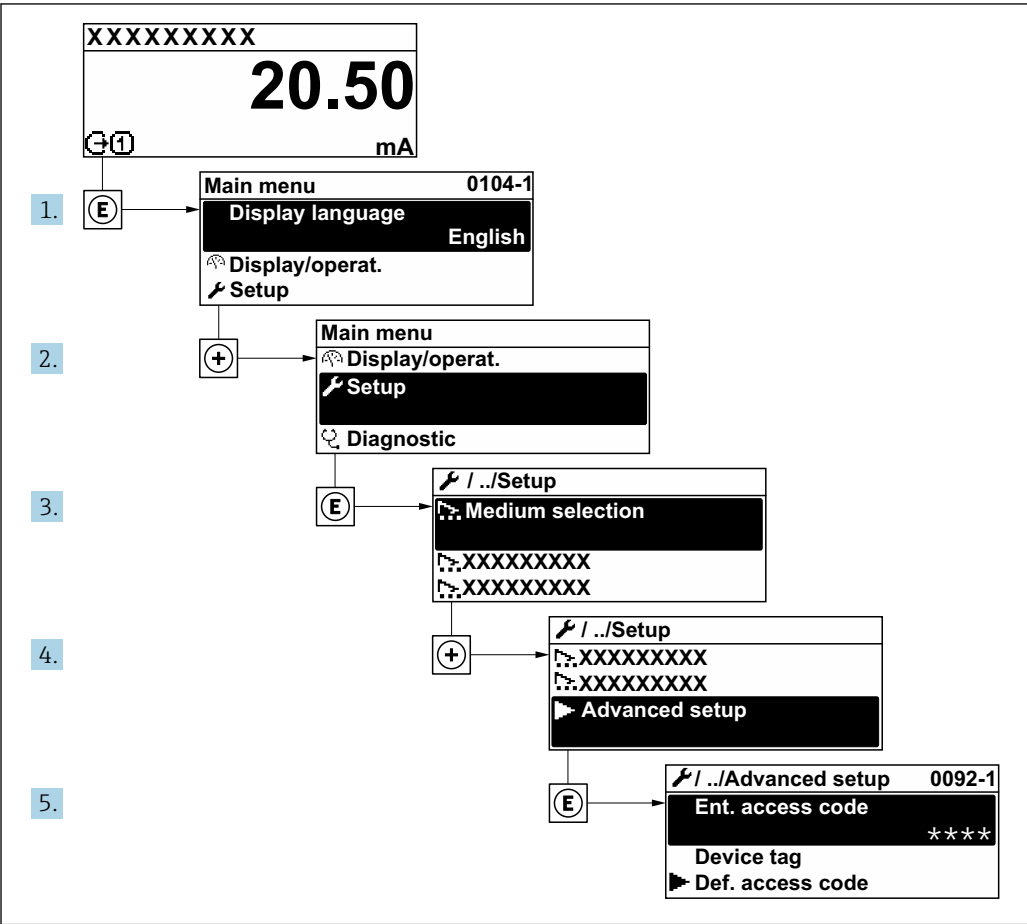 XXXXXXXXX
20.50
1 mA
1. E
Main menu 0104-1
Display language
English
Display/operat.
Setup
2. +
Main menu
Display/operat.
Setup
Diagnostic
3. E
/ ../Setup
Medium selection
XXXXXXXXX
XXXXXXXXX
4. +
/ ../Setup
XXXXXXXXX
XXXXXXXXX
Advanced setup
5. E
/ ../Advanced setup 0092-1
Ent. access code
****
Device tag
Def. access code